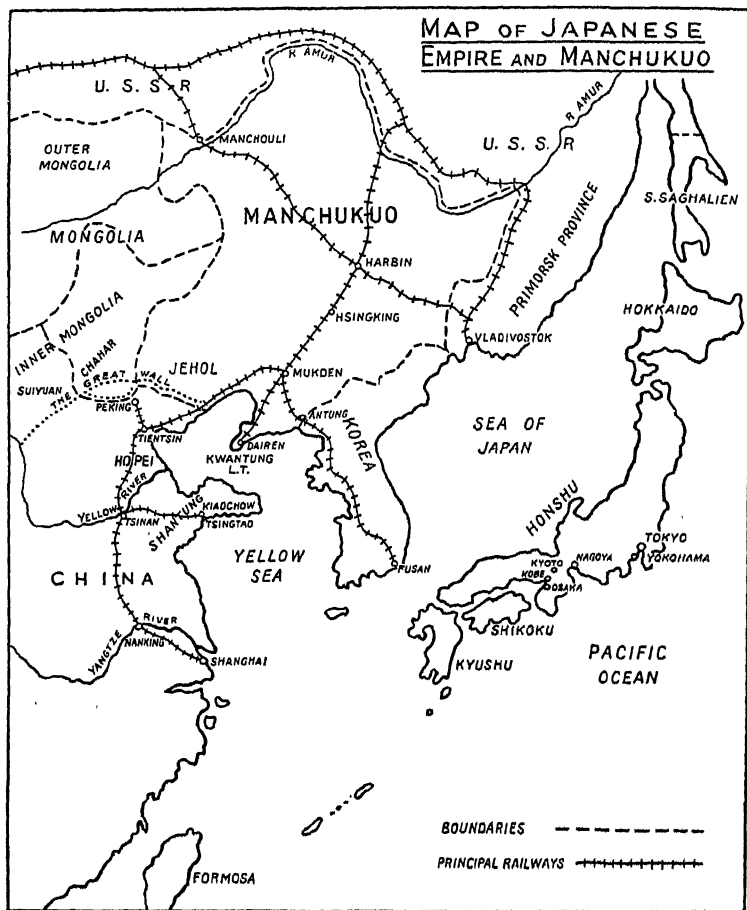 MAP OF JAPANESE
EMPIRE AND MANCHUKUO
R AMUR
U. S. S R
R. AMUR
U. S. S. R
MANCHOULI
OUTER
MONGOLIA
S. SAGHALIEN
MANCHUKUO
PRIMORSK PROVINCE
MONGOLIA
HARBIN
HOKKAIDO
HSINGKING
INNER MONGOLIA
VLADIVOSTOK
CHAHAR
JEHOL
MUKDEN
SUIYUAN
THE GREAT WALL
PEKING
ANTUNG
SEA OF
JAPAN
KOREA
TIENTSIN
DAIREN
HOPEI
KWANTUNG
L.T.
HONSHU
YELLOW RIVER
KIAOCHOW
TSINAN
SHANTUNG
TSINGTAO
TOKYO
YELLOW
SEA
KYOTO
NAGOYA
YOKOHAMA
FUSAN
KOBE
OSAKA
CHINA
RIVER
SHIKOKU
NANKING
YANGTZE
KYUSHU
PACIFIC
OCEAN
SHANGHAI
BOUNDARIES
PRINCIPAL RAILWAYS
FORMOSA